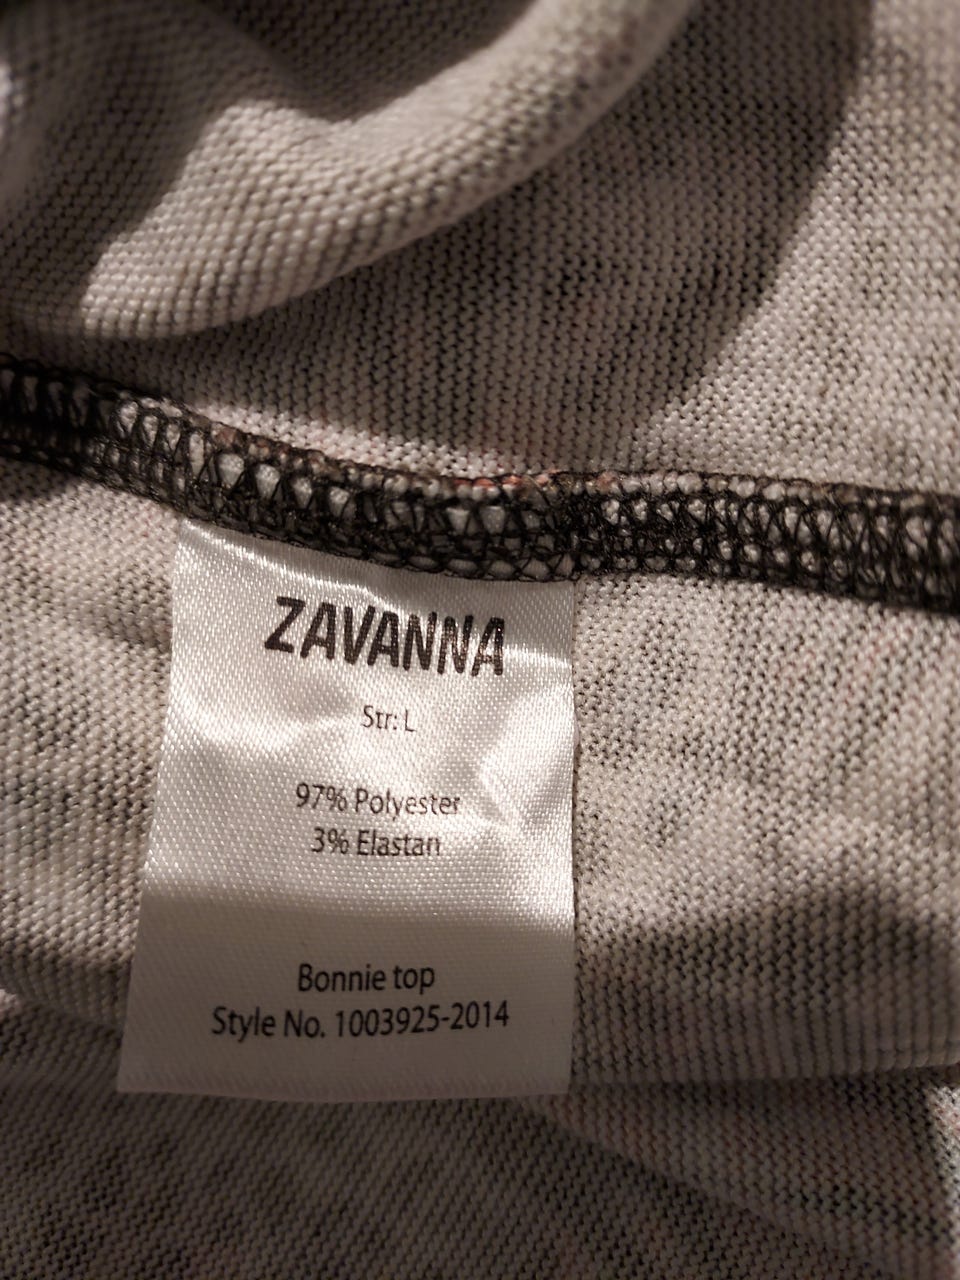 ZAVANNA
Str: L
97% Polyester
3% Elastan
Bonnie top
Style No. 1003925-2014